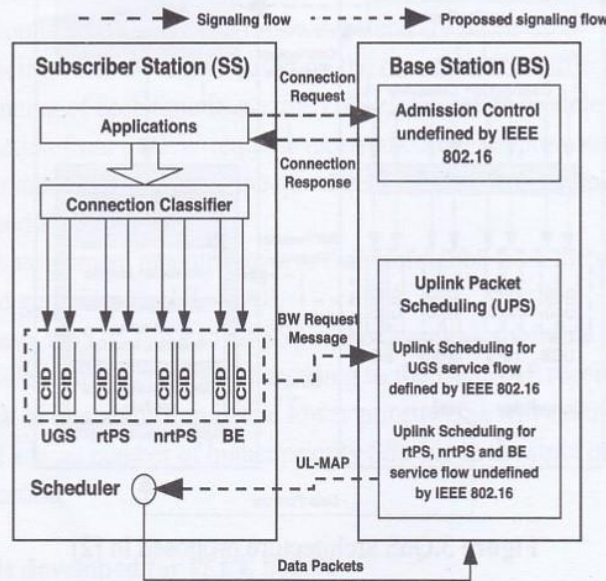 Signaling flow
Propossed signaling flow
Subscriber Station (SS)
Connection
Request
Base Station (BS)
Applications
Admission Control
undefined by IEEE
802.16
Connection
Response
Connection Classifier
Uplink Packet
Scheduling (UPS)
BW Request
Message
Uplink Scheduling for
UGS service flow
defined by IEEE 802.16
CID CID CID CID CID CID CID CID
UGS rtPS nrtPS BE
Uplink Scheduling for
rtPS, nrtPS and BE
service flow undefined
by IEEE 802.16
UL-MAP
Scheduler
Data Packets